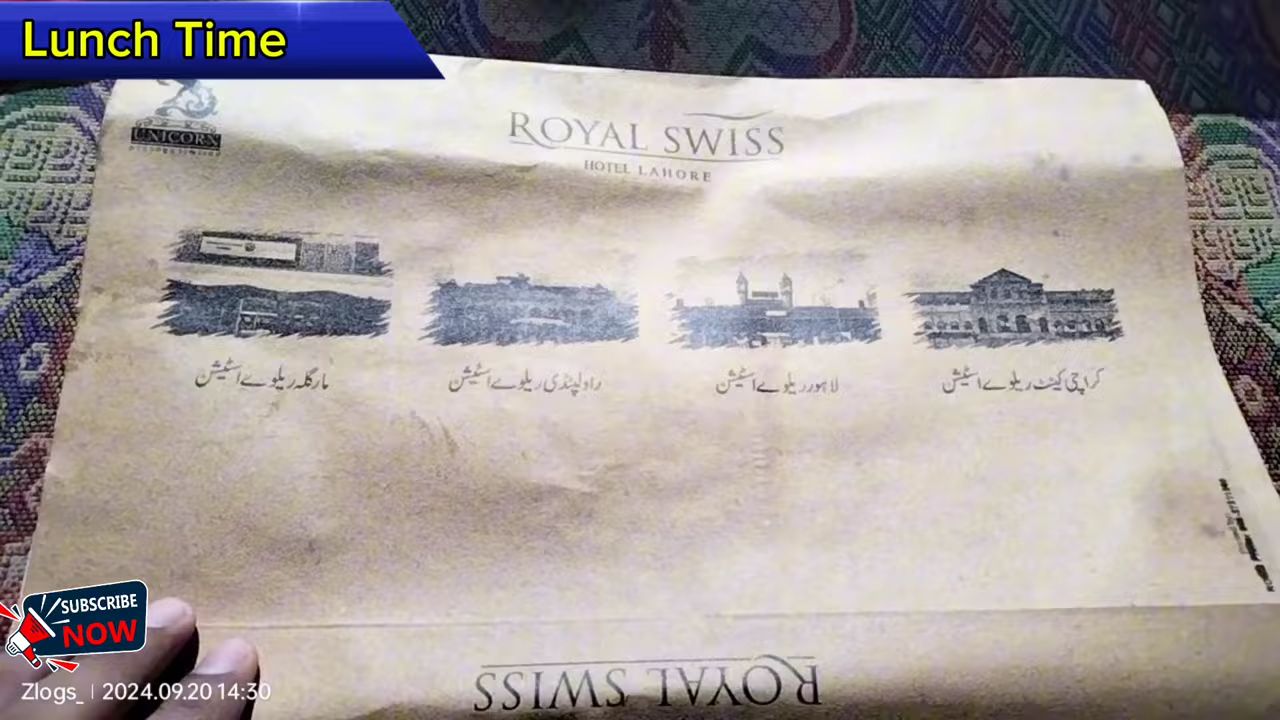 Lunch Time
UNICORN
ROYAL SWISS
HOTEL LAHORE
مارگلہ ریلوے اسٹیشن
راولپنڈی ریلوے اسٹیشن
لاہور ریلوے اسٹیشن
کراچی کینٹ ریلوے اسٹیشن
SUBSCRIBE
NOW
ROYAL SWISS
Zlogs_ | 2024.09.20 14:30